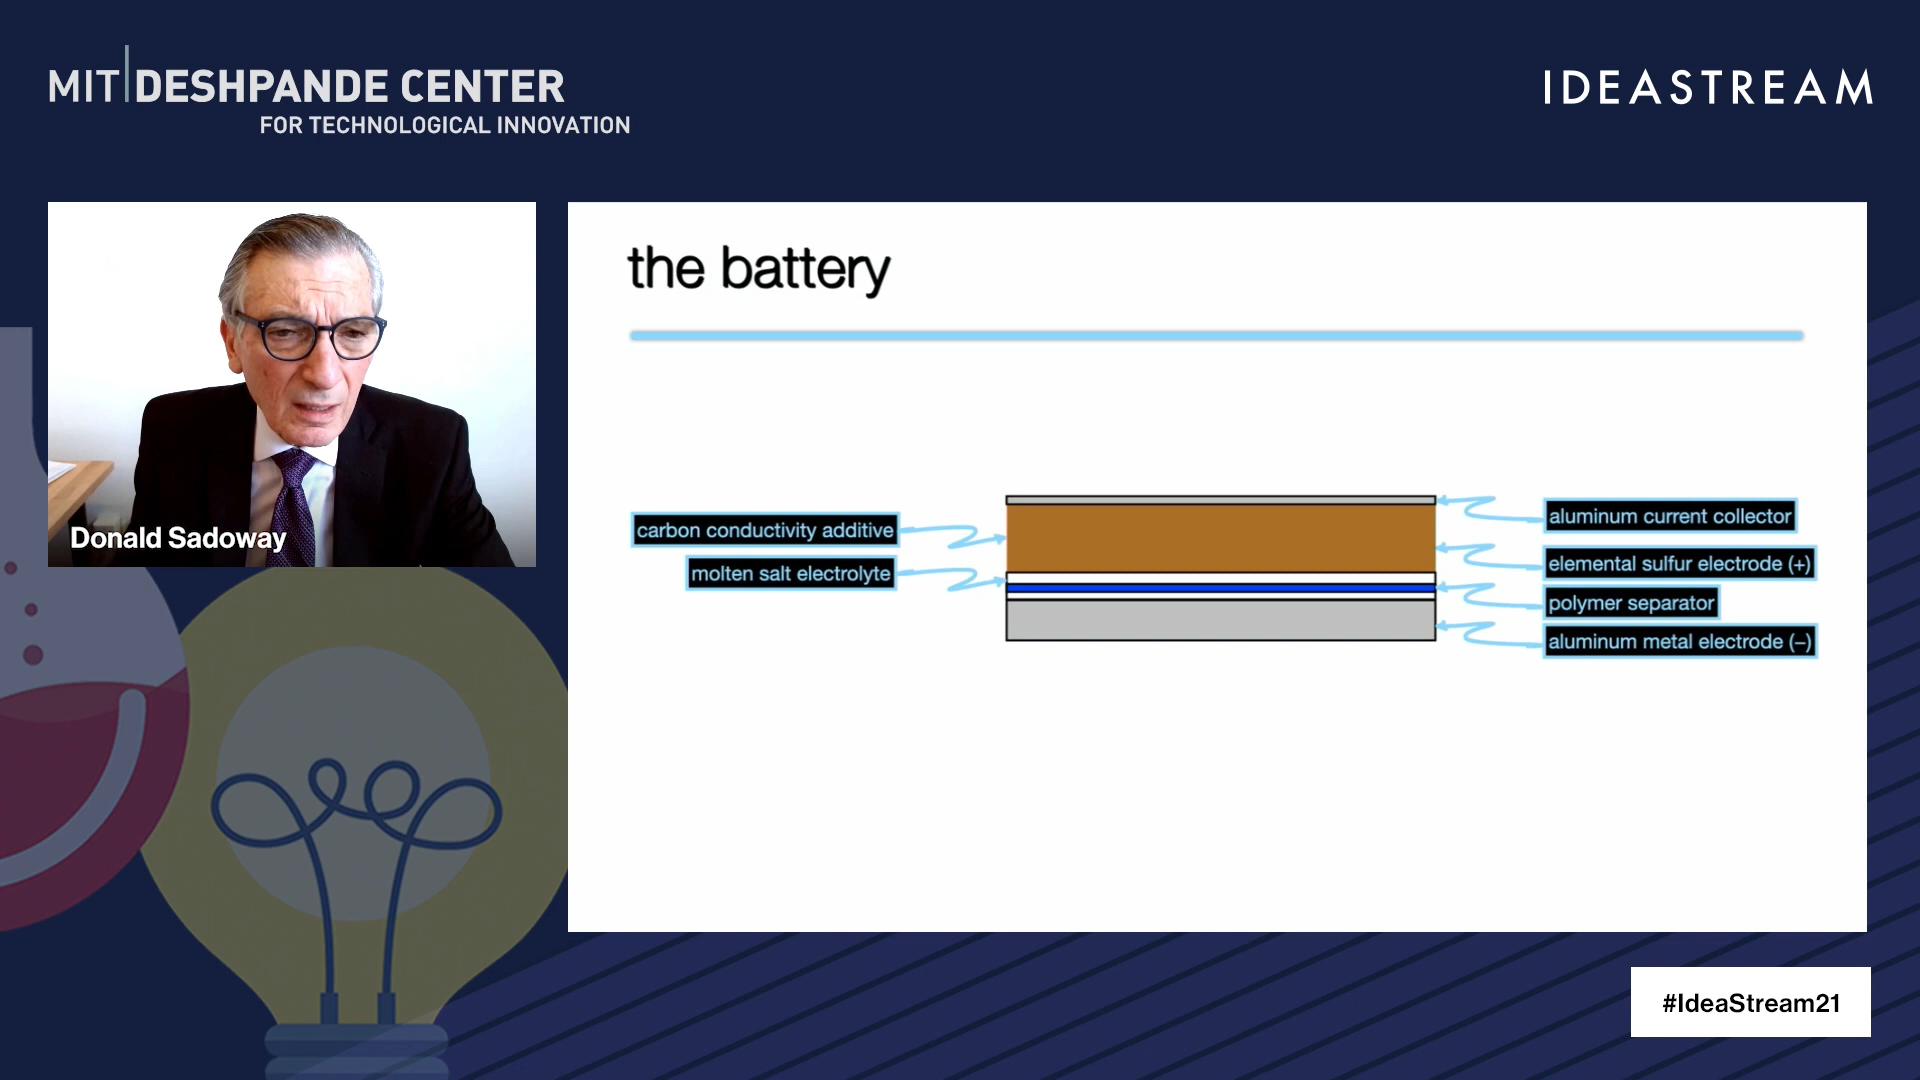 MIT DESHPANDE CENTER
FOR TECHNOLOGICAL INNOVATION
IDEASTREAM
Donald Sadoway
the battery
carbon conductivity additive
molten salt electrolyte
aluminum current collector
elemental sulfur electrode (+)
polymer separator
aluminum metal electrode (–)
#IdeaStream21